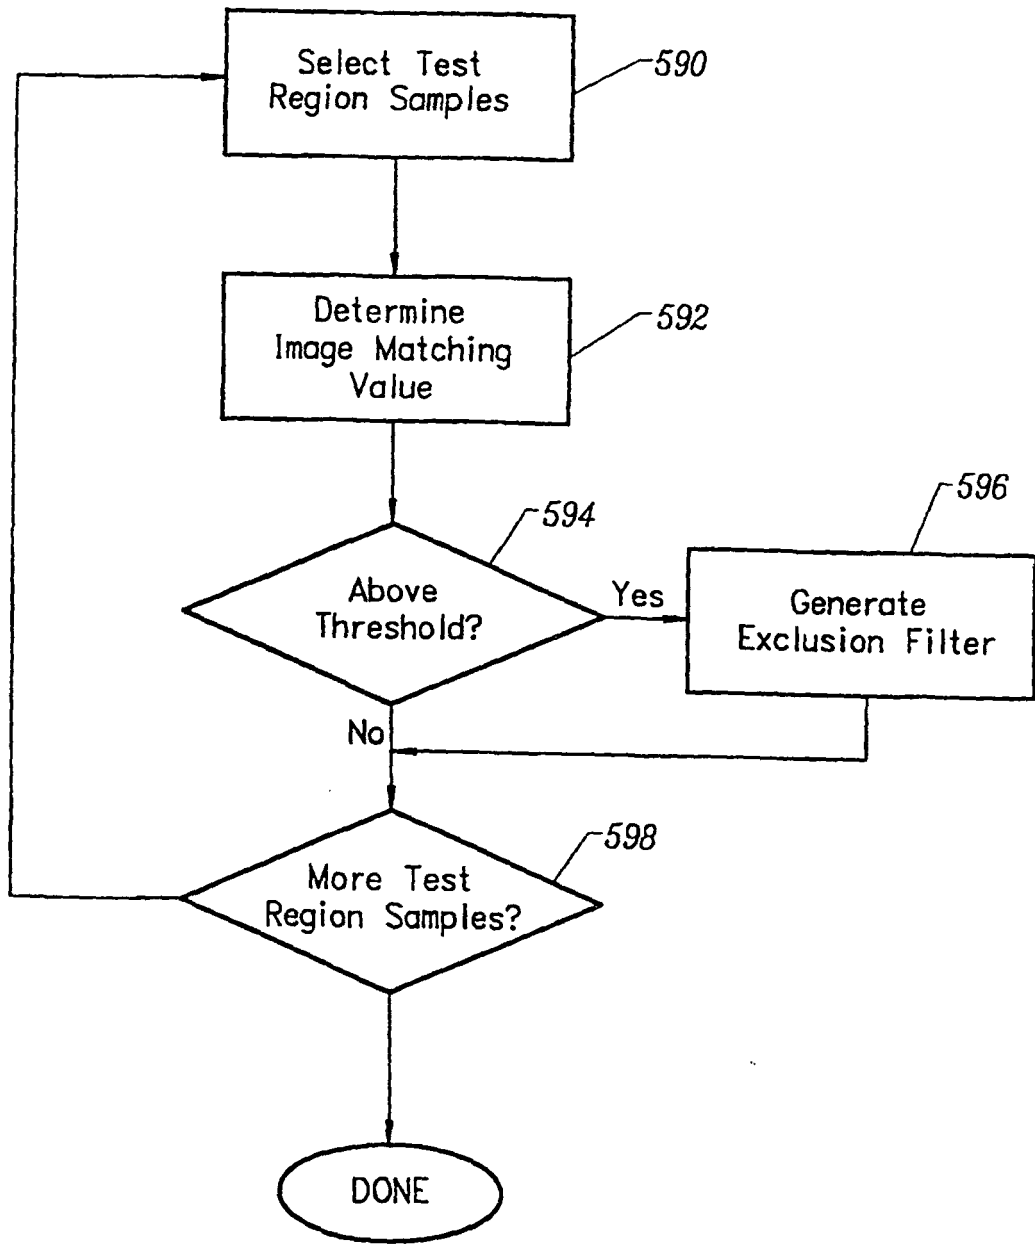 Select Test
Region Samples
590
Determine
Image Matching
Value
592
Above
Threshold?
594
Yes
Generate
Exclusion Filter
596
No
More Test
Region Samples?
598
DONE